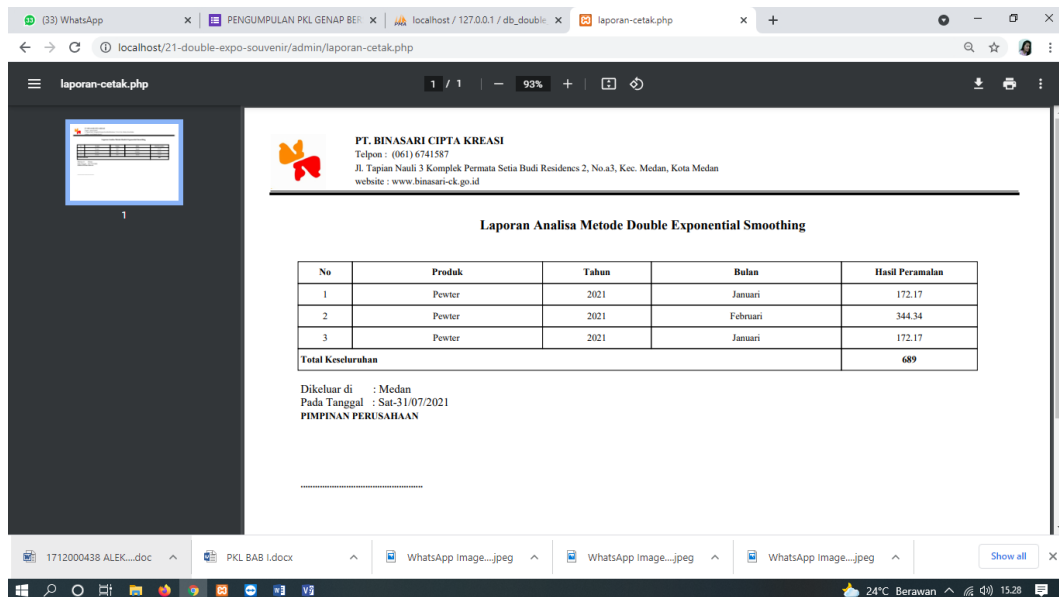 (33) WhatsApp
PENGUMPULAN PKL GENAP BER
localhost / 127.0.0.1 / db_double
laporan-cetak.php
localhost/21-double-expo-souvenir/admin/laporan-cetak.php
laporan-cetak.php
1 / 1
93%
PT. BINASARI CIPTA KREASI
Telpon : (061) 6741587
Jl. Tapian Nauli 3 Komplek Permata Setia Budi Residencs 2, No.a3, Kec. Medan, Kota Medan
website : www.binasari-ck.go.id
1
Laporan Analisa Metode Double Exponential Smoothing
No Produk Tahun Bulan Hasil Peramalan
1 Pewter 2021 Januari 172.17
2 Pewter 2021 Februari 344.34
3 Pewter 2021 Januari 172.17
Total Keseluruhan 689
Dikeluar di : Medan
Pada Tanggal : Sat-31/07/2021
PIMPINAN PERUSAHAAN
1712000438 ALEK....doc
PKL BAB I.docx
WhatsApp Image....jpeg
WhatsApp Image....jpeg
WhatsApp Image....jpeg
Show all
24°C Berawan
15.28